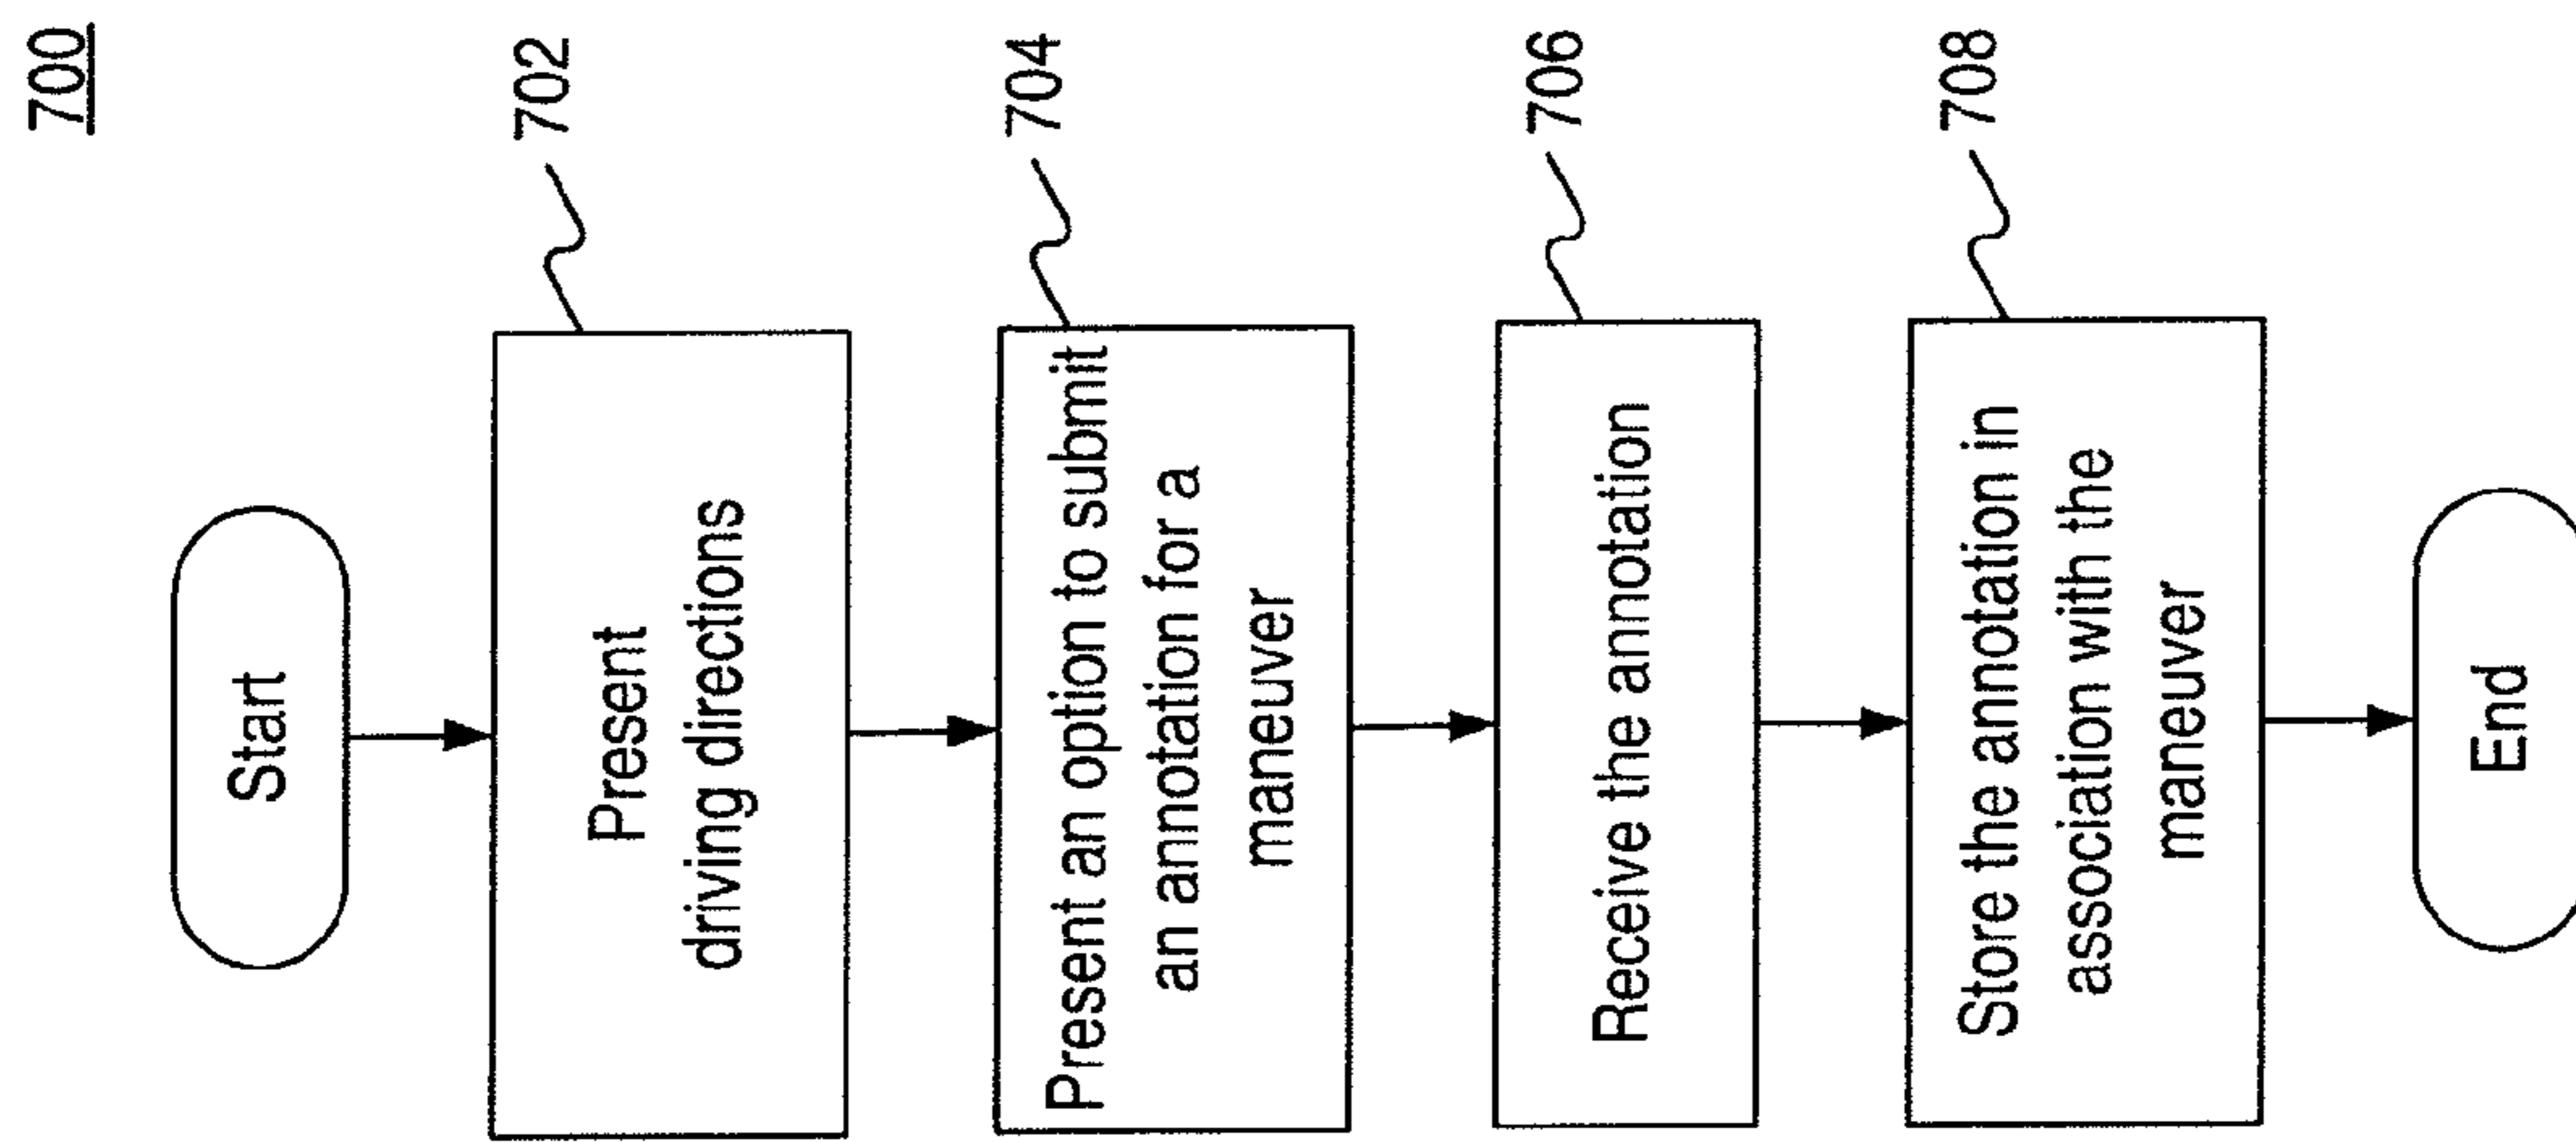 700
Start
Present
driving directions
702
Present an option to submit
an annotation for a
maneuver
704
Receive the annotation
706
Store the annotation in
association with the
maneuver
708
End